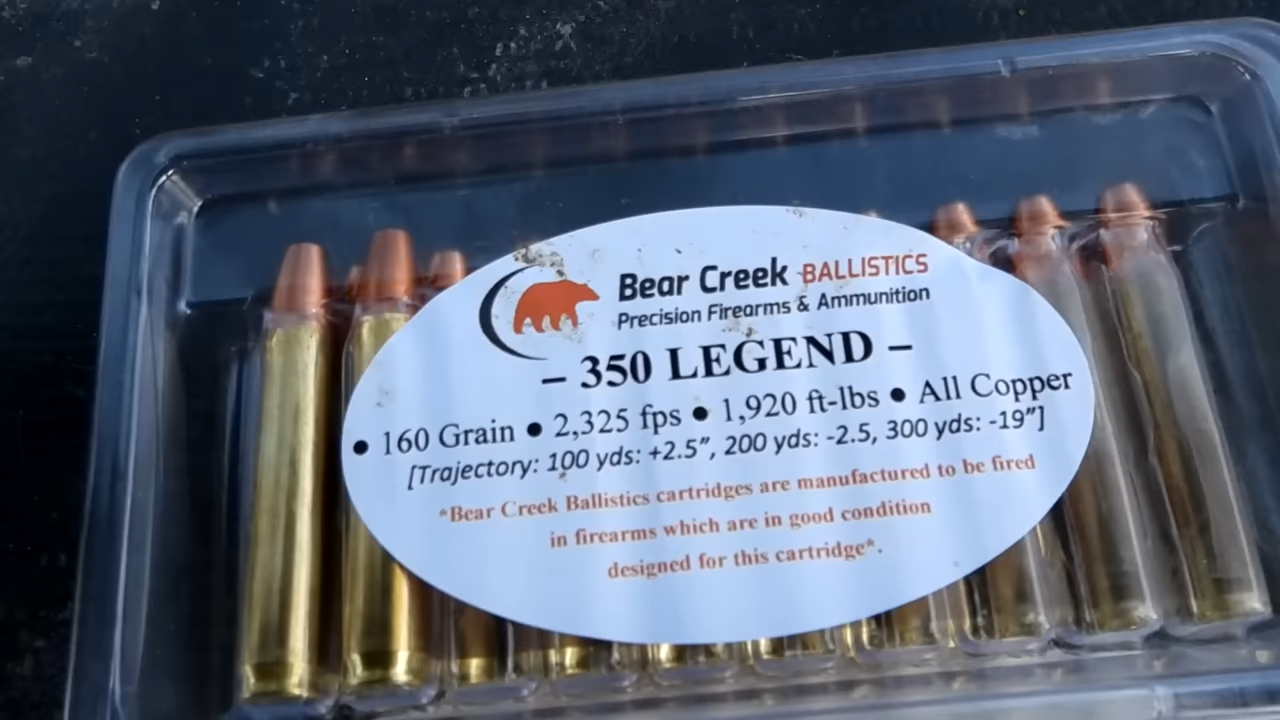 Bear Creek BALLISTICS
Precision Firearms & Ammunition
– 350 LEGEND –
● 160 Grain ● 2,325 fps ● 1,920 ft-lbs ● All Copper
[Trajectory: 100 yds: +2.5”, 200 yds: -2.5, 300 yds: -19”]
*Bear Creek Ballistics cartridges are manufactured to be fired
in firearms which are in good condition
designed for this cartridge*.